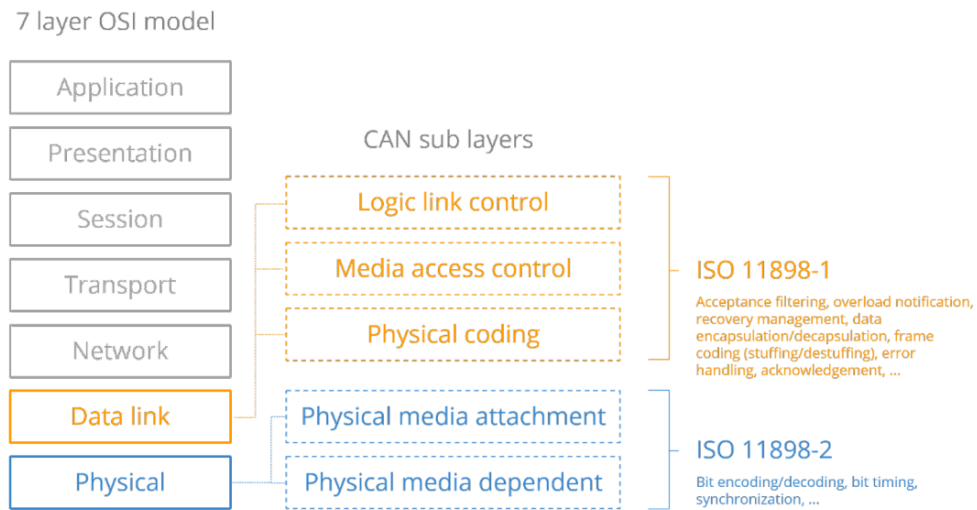 7 layer OSI model
Application
Presentation
Session
Transport
Network
Data link
Physical
CAN sub layers
Logic link control
Media access control
Physical coding
Physical media attachment
Physical media dependent
ISO 11898-1
Acceptance filtering, overload notification,
recovery management, data
encapsulation/decapsulation, frame
coding (stuffing/destuffing), error
handling, acknowledgement, ...
ISO 11898-2
Bit encoding/decoding, bit timing,
synchronization, ...